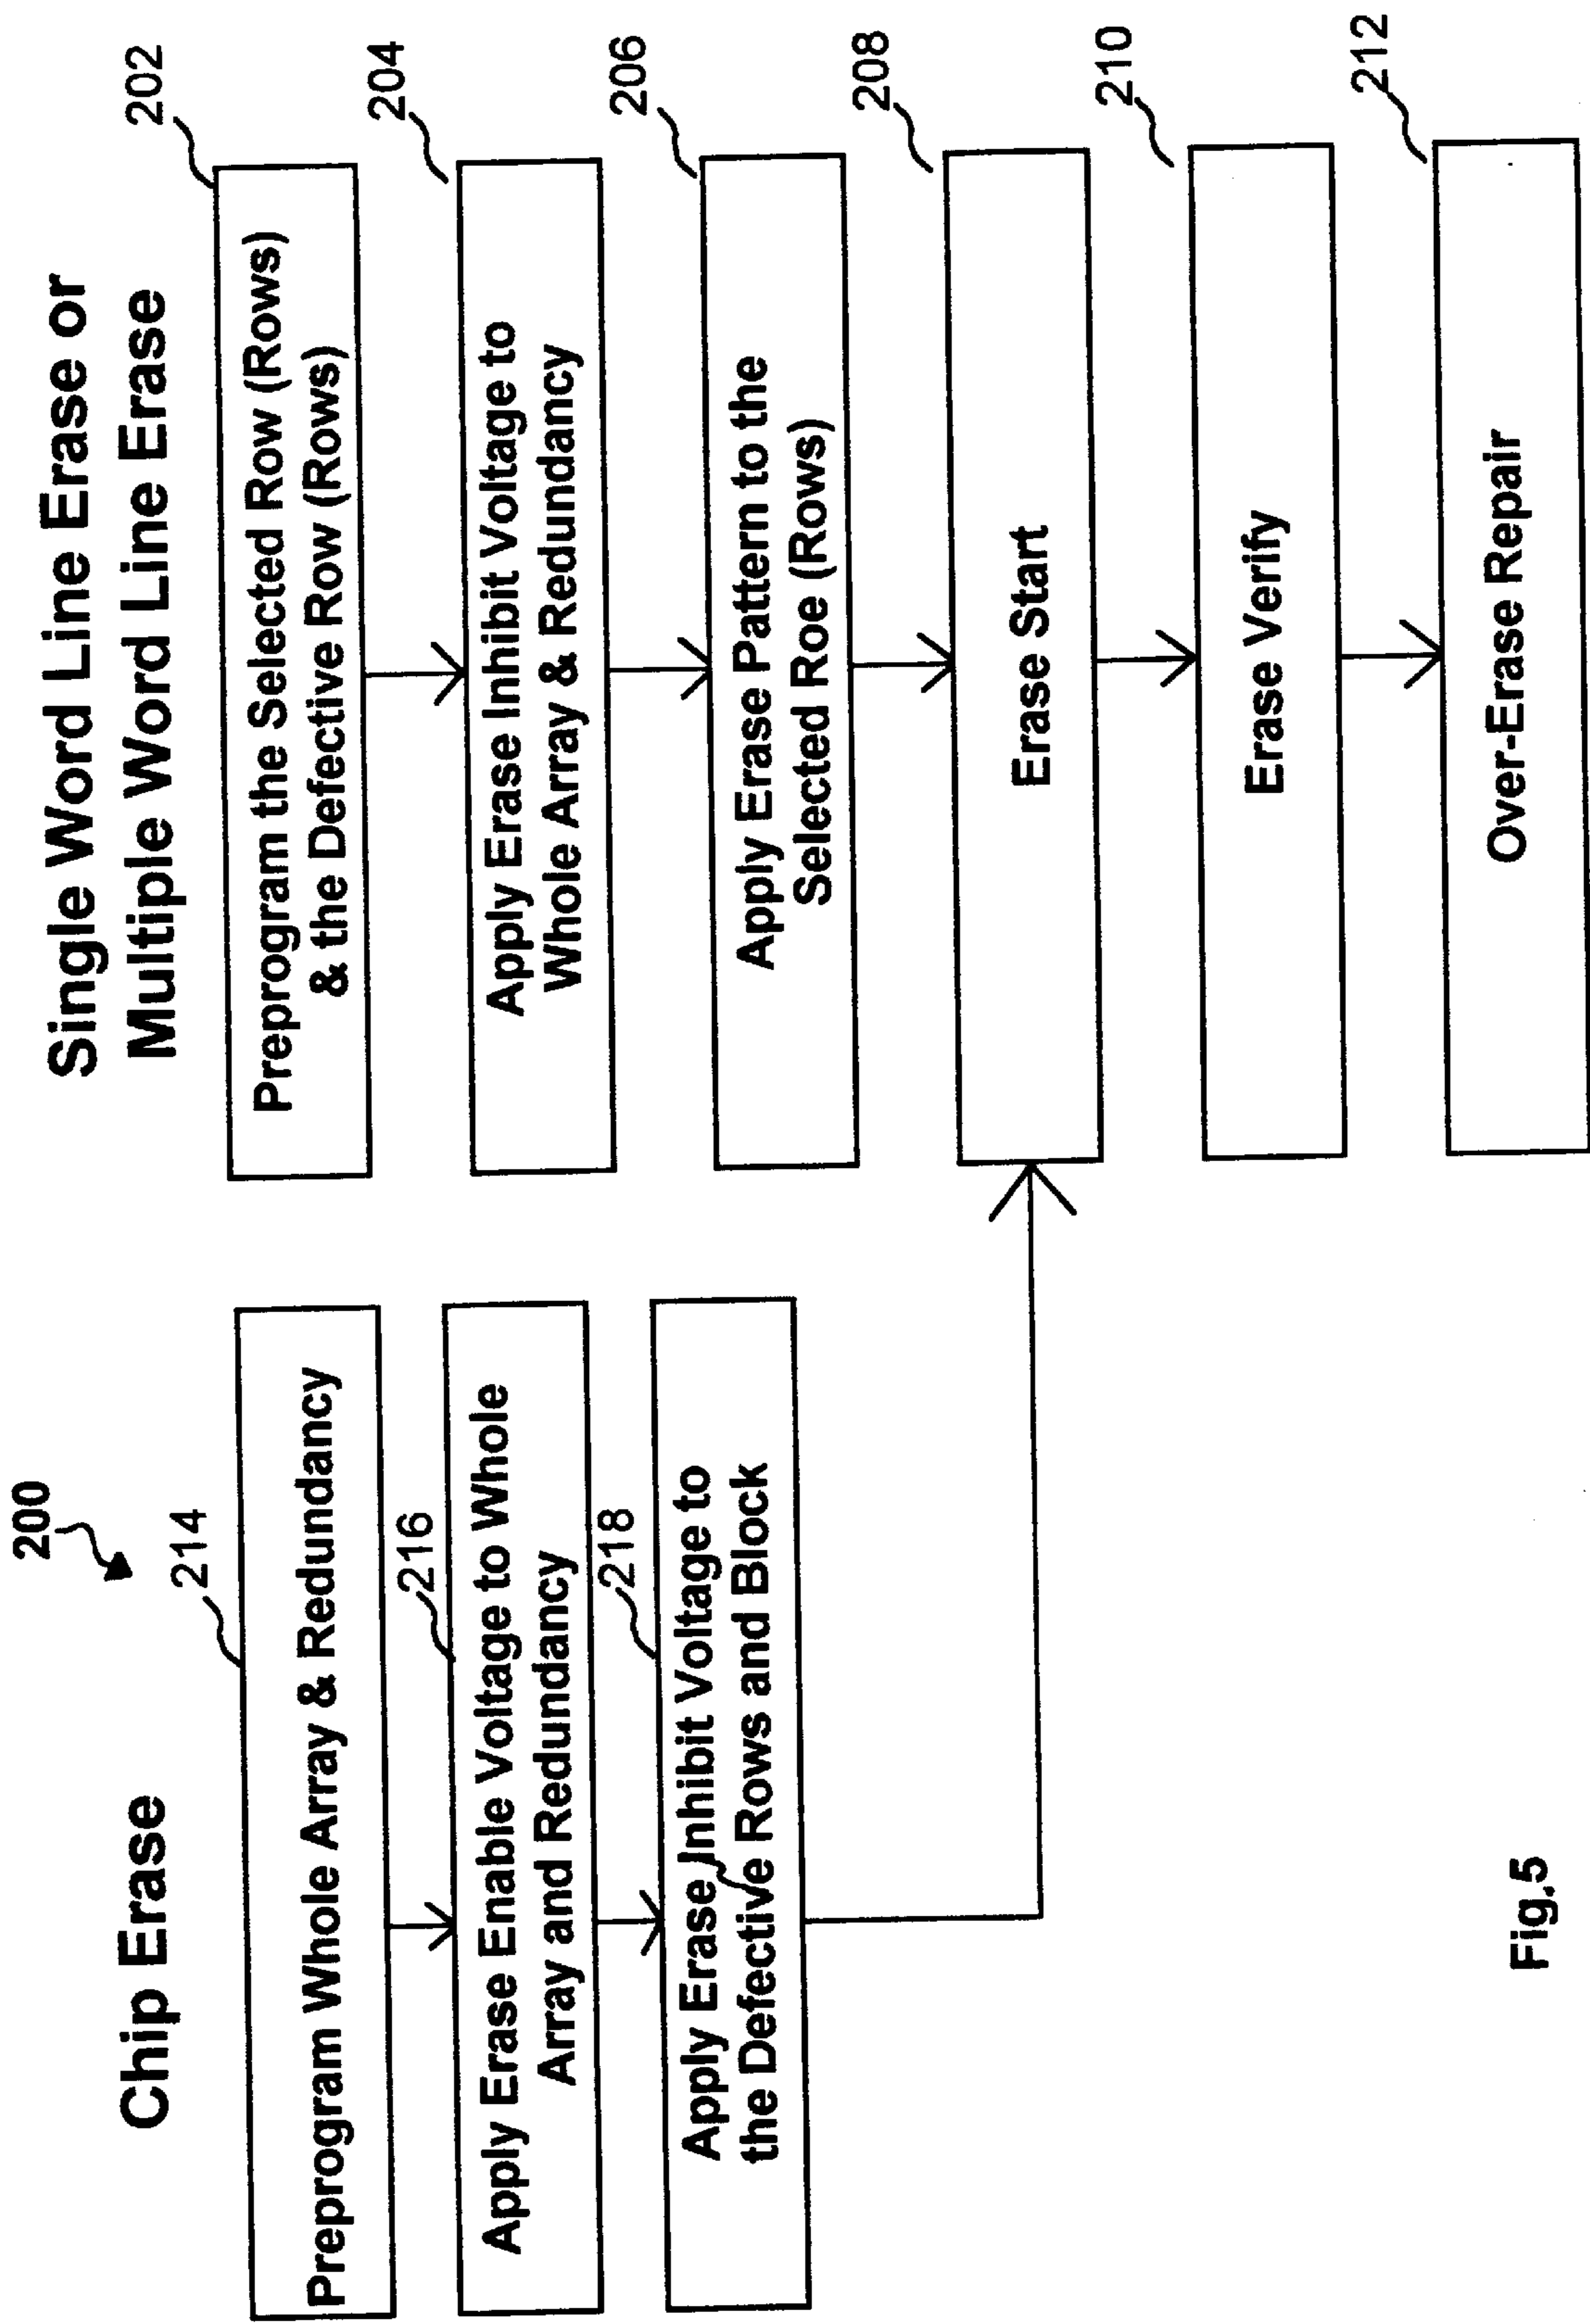 200
Chip Erase
214
Preprogram Whole Array & Redundancy
216
Apply Erase Enable Voltage to Whole
Array and Redundancy
218
Apply Erase Inhibit Voltage to
the Defective Rows and Block
Single Word Line Erase or
Multiple Word Line Erase
202
Preprogram the Selected Row (Rows)
& the Defective Row (Rows)
204
Apply Erase Inhibit Voltage to
Whole Array & Redundancy
206
Apply Erase Pattern to the
Selected Roe (Rows)
208
Erase Start
210
Erase Verify
212
Over-Erase Repair
Fig,5